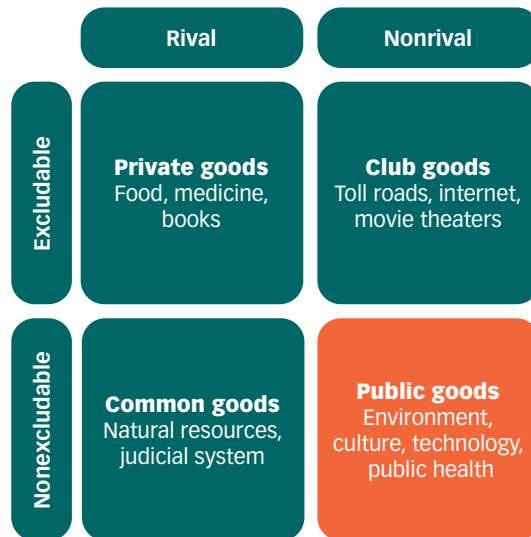 Rival
Nonrival
Excludable
Private goods
Food, medicine,
books
Club goods
Toll roads, internet,
movie theaters
Nonexcludable
Common goods
Natural resources,
judicial system
Public goods
Environment,
culture, technology,
public health